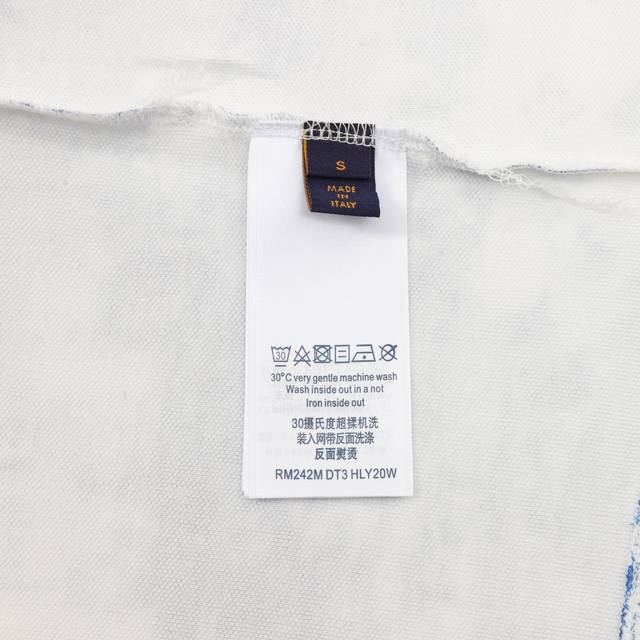 S
MADE
IN
ITALY
30
30°C very gentle machine wash
Wash inside out in a not
Iron inside out
30摄氏度超揉机洗
装入网带反面洗涤
反面熨烫
RM242M DT3 HLY20W